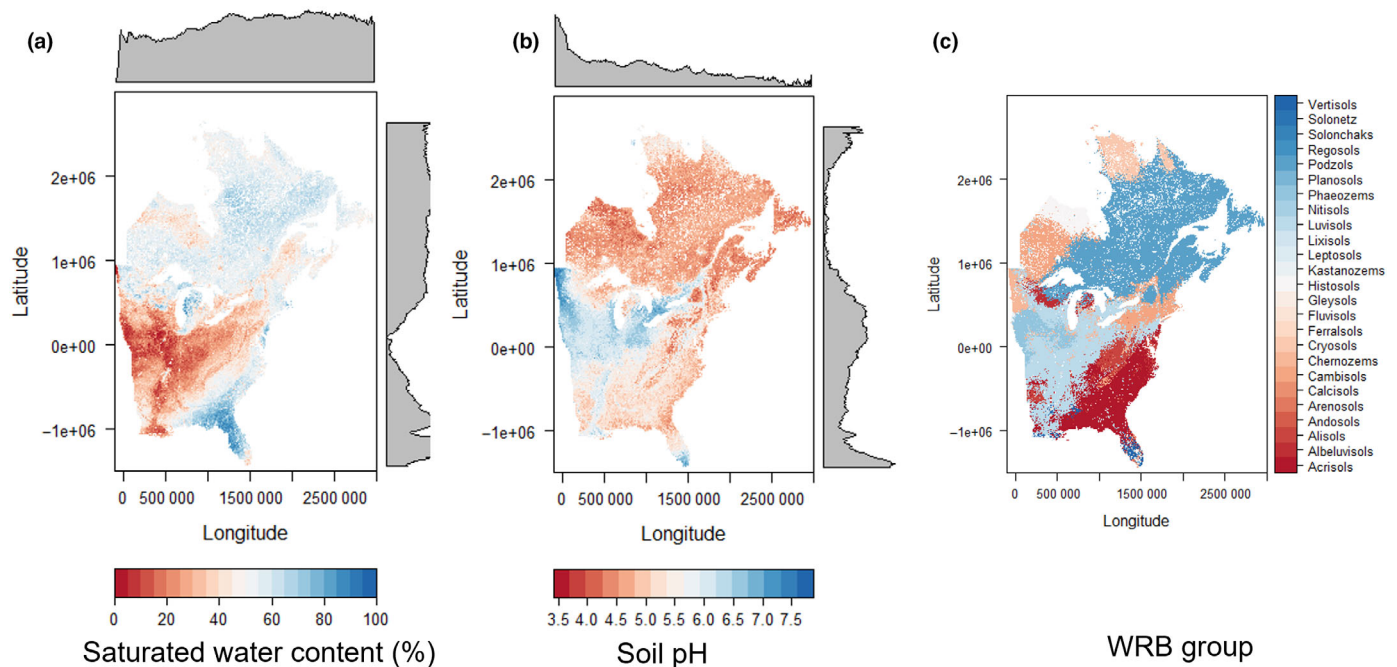 (a)
Latitude
2e+06
1e+06
0e+00
−1e+06
0 500 000 1500 000 2500 000
Longitude
0 20 40 60 80 100
Saturated water content (%)
(b)
Latitude
2e+06
1e+06
0e+00
−1e+06
0 500 000 1500 000 2500 000
Longitude
3.5 4.0 4.5 5.0 5.5 6.0 6.5 7.0 7.5
Soil pH
(c)
Latitude
2e+06
1e+06
0e+00
−1e+06
0 500 000 1500 000 2500 000
Longitude
Vertisols
Solonetz
Solonchaks
Regosols
Podzols
Planosols
Phaeozems
Nitisols
Luvisols
Lixisols
Leptosols
Kastanozems
Histosols
Gleysols
Fluvisols
Ferralsols
Cryosols
Chernozems
Cambisols
Calcisols
Arenosols
Andosols
Alisols
Albeluvisols
Acrisols
WRB group